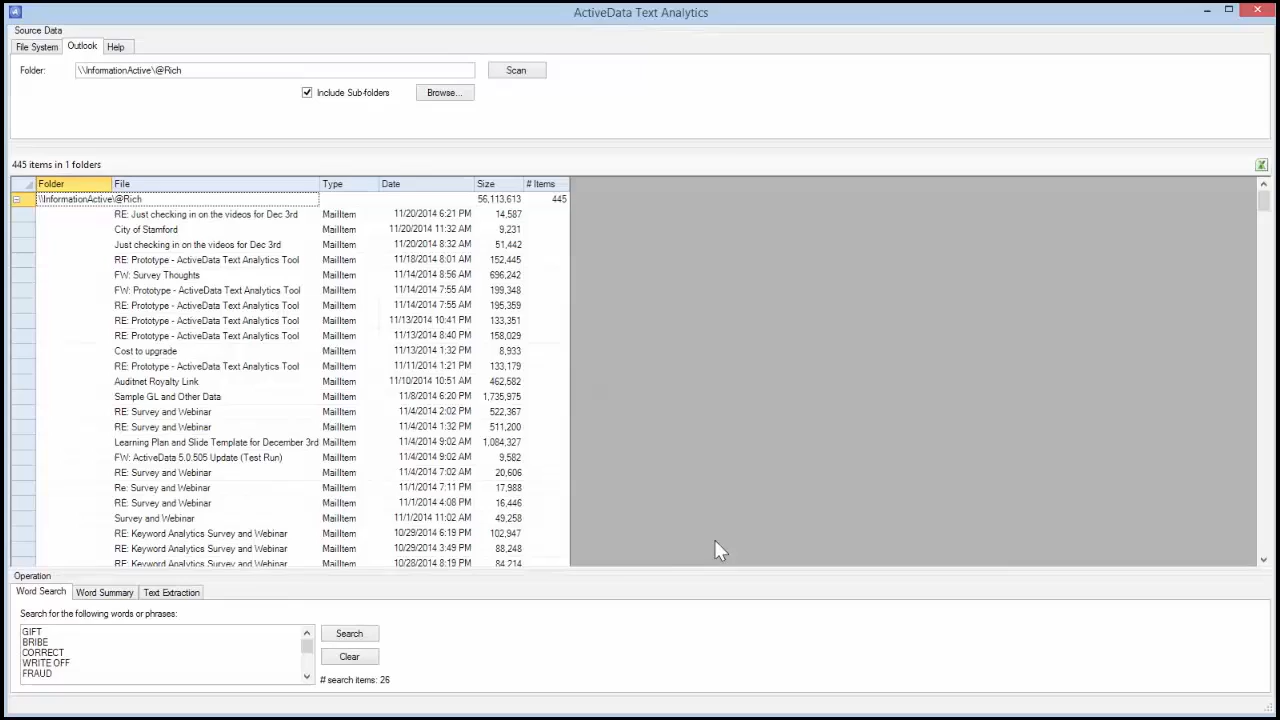 ActiveData Text Analytics
Source Data
File System Outlook Help
Folder: \\InformationActive\@Rich Scan
Include Sub-folders Browse...
445 items in 1 folders
Folder File Type Date Size # Items
\\InformationActive\@Rich 56,113,613 445
RE: Just checking in on the videos for Dec 3rd MailItem 11/20/2014 6:21 PM 14,587
City of Stamford MailItem 11/20/2014 11:32 AM 9,231
Just checking in on the videos for Dec 3rd MailItem 11/20/2014 8:32 AM 51,442
RE: Prototype - ActiveData Text Analytics Tool MailItem 11/18/2014 8:01 AM 152,445
FW: Survey Thoughts MailItem 11/14/2014 8:56 AM 696,242
FW: Prototype - ActiveData Text Analytics Tool MailItem 11/14/2014 7:55 AM 199,348
RE: Prototype - ActiveData Text Analytics Tool MailItem 11/14/2014 7:55 AM 195,359
RE: Prototype - ActiveData Text Analytics Tool MailItem 11/13/2014 10:41 PM 133,351
RE: Prototype - ActiveData Text Analytics Tool MailItem 11/13/2014 8:40 PM 158,029
Cost to upgrade MailItem 11/13/2014 1:32 PM 8,933
RE: Prototype - ActiveData Text Analytics Tool MailItem 11/11/2014 1:21 PM 133,179
Auditnet Royalty Link MailItem 11/10/2014 10:51 AM 462,582
Sample GL and Other Data MailItem 11/8/2014 6:20 PM 1,735,975
RE: Survey and Webinar MailItem 11/4/2014 2:02 PM 522,367
RE: Survey and Webinar MailItem 11/4/2014 1:32 PM 511,200
Learning Plan and Slide Template for December 3rd MailItem 11/4/2014 9:02 AM 1,084,327
FW: ActiveData 5.0.505 Update (Test Run) MailItem 11/4/2014 9:02 AM 9,582
RE: Survey and Webinar MailItem 11/4/2014 7:02 AM 20,606
Re: Survey and Webinar MailItem 11/1/2014 7:11 PM 17,988
RE: Survey and Webinar MailItem 11/1/2014 4:08 PM 16,446
Survey and Webinar MailItem 11/1/2014 11:02 AM 49,258
RE: Keyword Analytics Survey and Webinar MailItem 10/29/2014 6:19 PM 102,947
RE: Keyword Analytics Survey and Webinar MailItem 10/29/2014 3:49 PM 88,248
RE: Keyword Analytics Survey and Webinar MailItem 10/28/2014 8:19 PM 84,214
Operation
Word Search Word Summary Text Extraction
Search for the following words or phrases:
GIFT
BRIBE
CORRECT
WRITE OFF
FRAUD
Search
Clear
# search items: 26